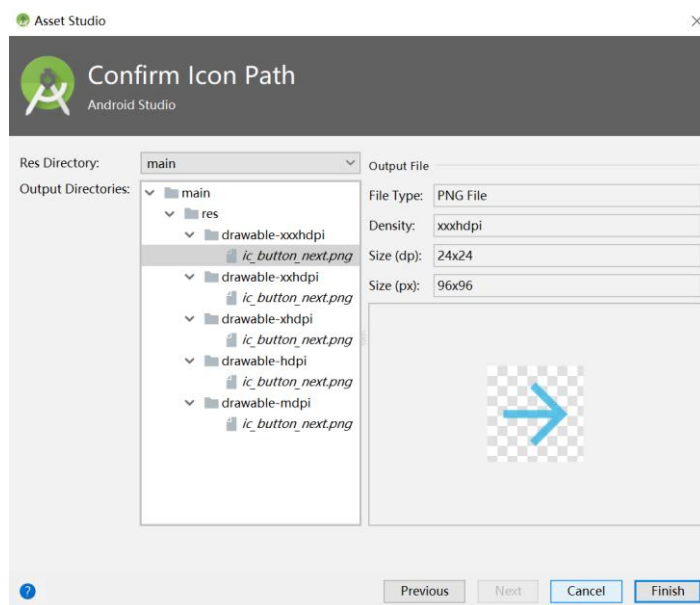 Asset Studio
Confirm Icon Path
Android Studio
Res Directory:
main
Output Directories:
main
res
drawable-xxxhdpi
ic_button_next.png
drawable-xxhdpi
ic_button_next.png
drawable-xhdpi
ic_button_next.png
drawable-hdpi
ic_button_next.png
drawable-mdpi
ic_button_next.png
Output File
File Type: PNG File
Density: xxxhdpi
Size (dp): 24x24
Size (px): 96x96
?
Previous
Next
Cancel
Finish